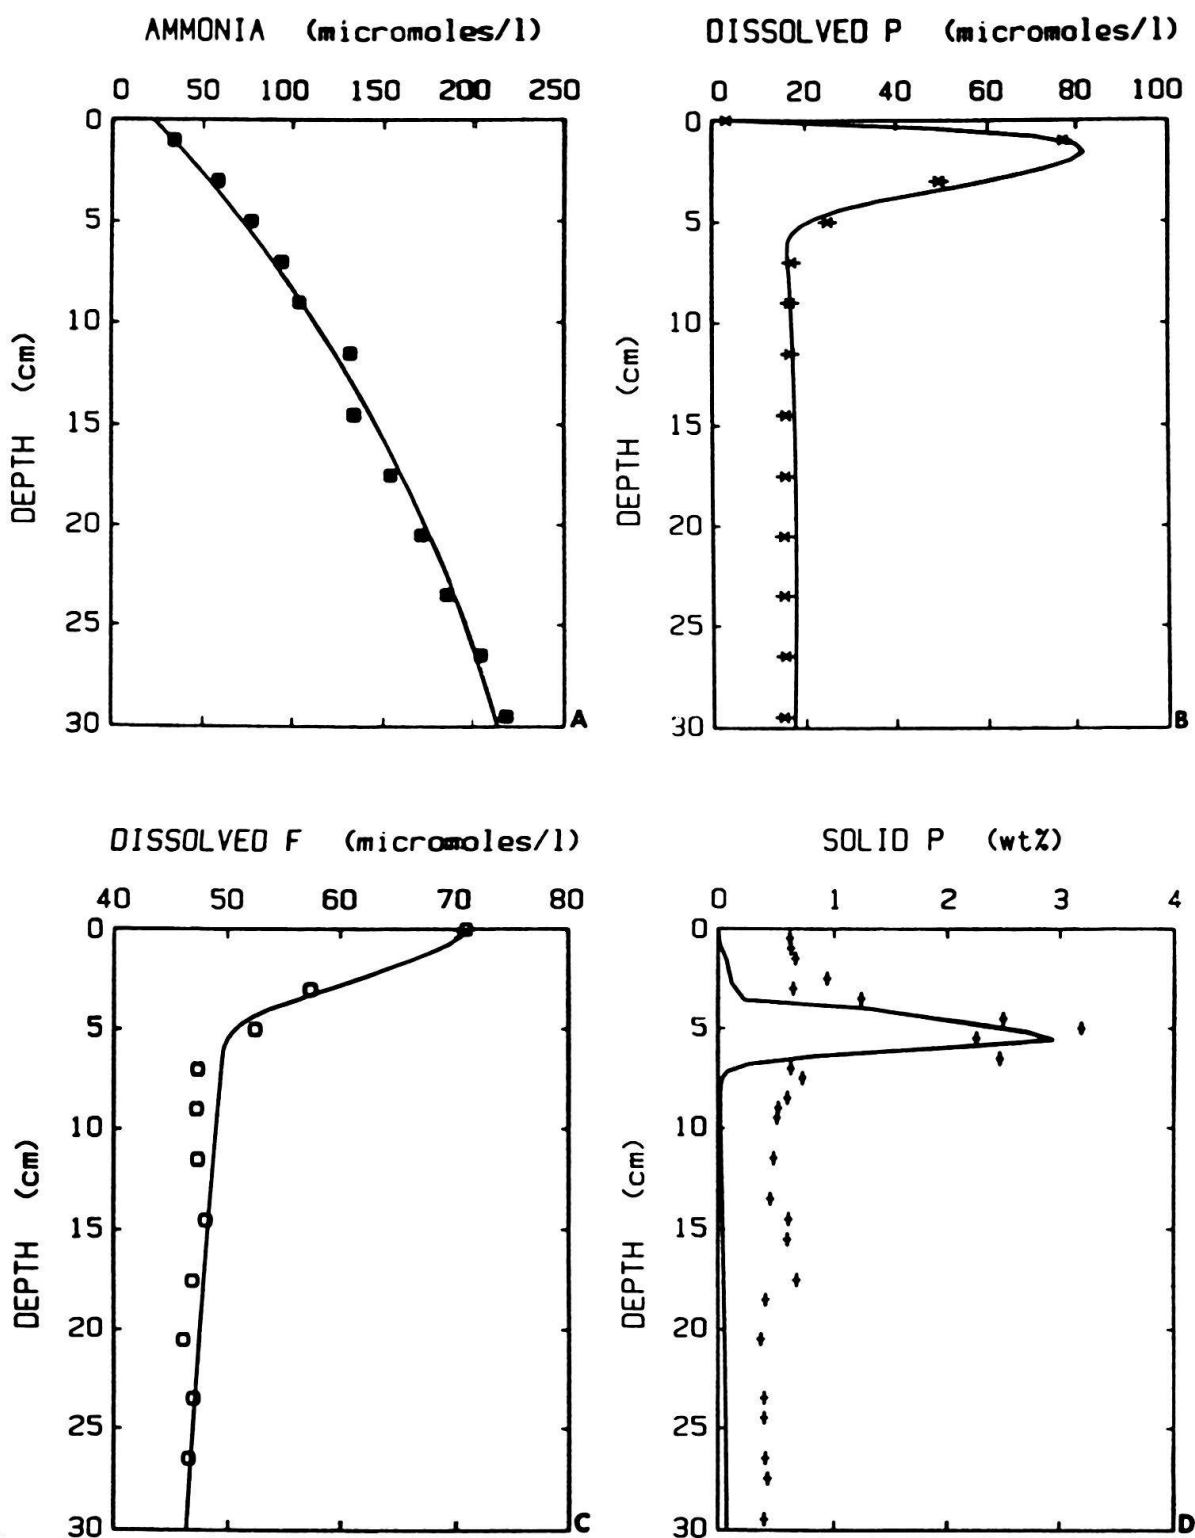 AMMONIA (micromoles/l)
0 50 100 150 200 250
DEPTH (cm)
0
5
10
15
20
25
30
A
DISSOLVED P (micromoles/l)
0 20 40 60 80 100
DEPTH (cm)
0
5
10
15
20
25
30
B
DISSOLVED F (micromoles/l)
40 50 60 70 80
DEPTH (cm)
0
5
10
15
20
25
30
C
SOLID P (wt%)
0 1 2 3 4
DEPTH (cm)
0
5
10
15
20
25
30
D